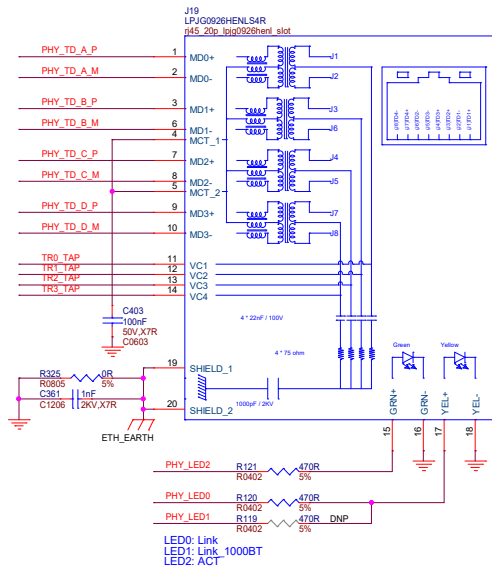 J19
LPJG0926HENLS4R
rj45_20p_lpjg0926henl_slot
PHY_TD_A_P 1 MD0+ J1
PHY_TD_A_M 2 MD0- J2
PHY_TD_B_P 3 MD1+ J3
PHY_TD_B_M 6 MD1- J6
4 MCT_1
PHY_TD_C_P 7 MD2+ J4
PHY_TD_C_M 8 MD2- J5
5 MCT_2
PHY_TD_D_P 9 MD3+ J7
PHY_TD_D_M 10 MD3- J8
TR0_TAP 11 VC1
TR1_TAP 12 VC2
TR2_TAP 13 VC3
TR3_TAP 14 VC4
C403
100nF
50V,X7R
C0603
4 * 22nF / 100V
4 * 75 ohm
1000pF / 2KV
Green Yellow
R325 0R
R0805 5%
C361 1nF
C1206 2KV,X7R
19 SHIELD_1
20 SHIELD_2
ETH_EARTH
GRN+ GRN- YEL+ YEL-
15 16 17 18
PHY_LED2 R121 470R
R0402 5%
PHY_LED0 R120 470R
R0402 5%
PHY_LED1 R119 470R DNP
R0402 5%
LED0: Link
LED1: Link_1000BT
LED2: ACT